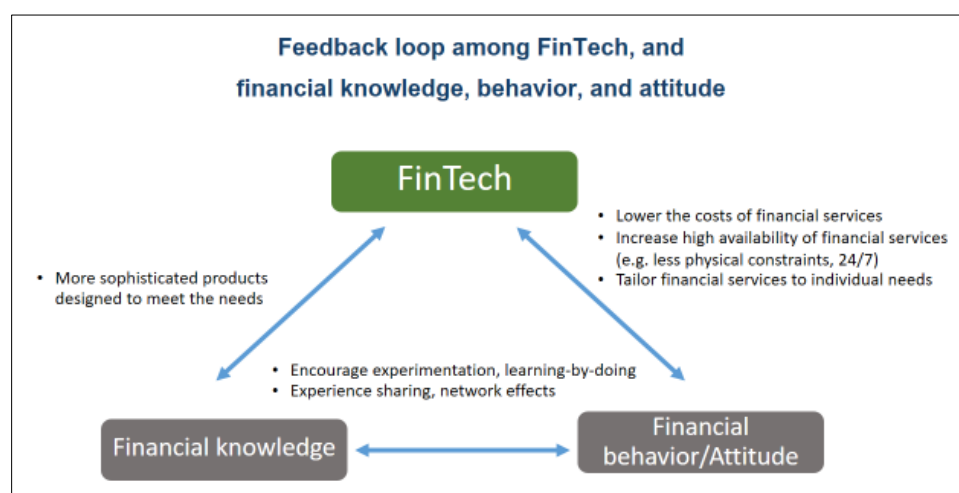 Feedback loop among FinTech, and
financial knowledge, behavior, and attitude
FinTech
• Lower the costs of financial services
• Increase high availability of financial services
(e.g. less physical constraints, 24/7)
• Tailor financial services to individual needs
• More sophisticated products
designed to meet the needs
• Encourage experimentation, learning-by-doing
• Experience sharing, network effects
Financial knowledge
Financial
behavior/Attitude